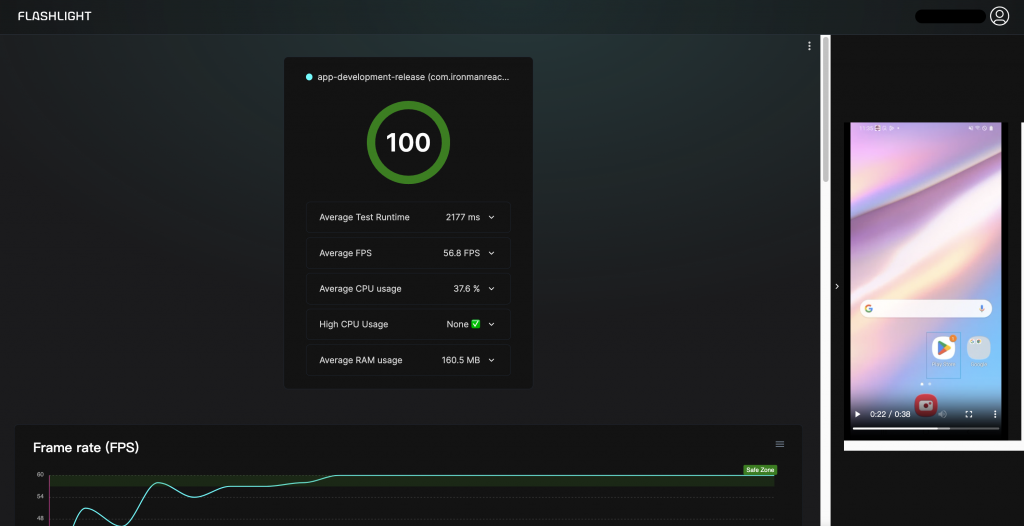 FLASHLIGHT
app-development-release (com.ironmanreac...
100
Average Test Runtime 2177 ms
Average FPS 56.8 FPS
Average CPU usage 37.6 %
High CPU Usage None ✅
Average RAM usage 160.5 MB
Frame rate (FPS)
Safe Zone
60
54
48
0:22 / 0:38